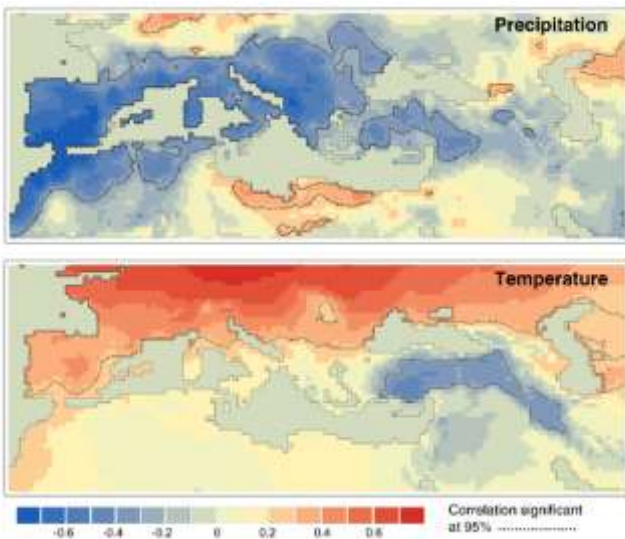 Precipitation
Temperature
-0.6 -0.4 -0.2 0 0.2 0.4 0.6
Correlation significant
at 95% ..................